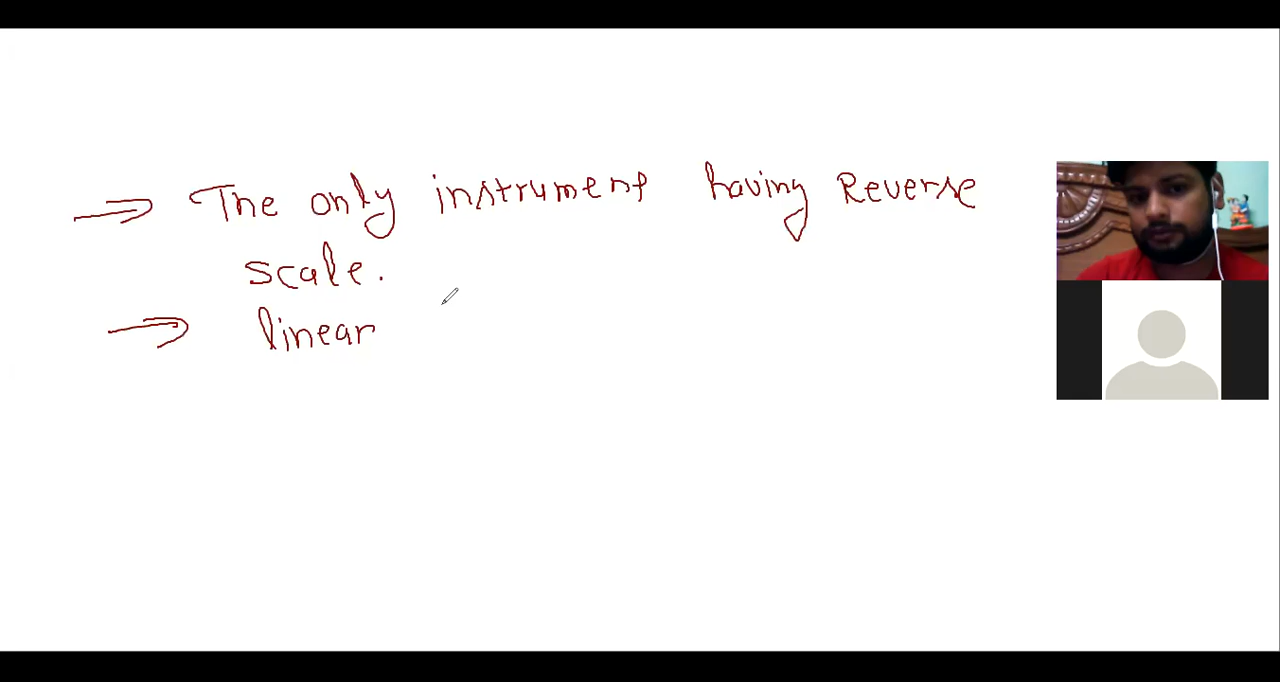 → The only instrument having Reverse
scale.
→ linear